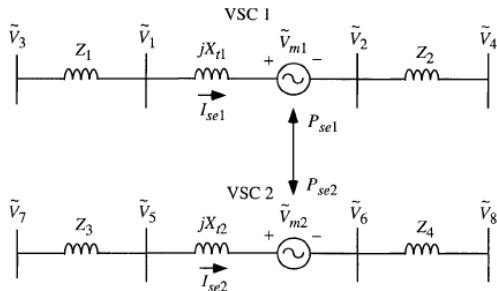 VSC 1
Ṽ3 Z1 Ṽ1 jXt1 + Ṽm1 − Ṽ2 Z2 Ṽ4
Ise1
Pse1
Pse2
VSC 2
Ṽ7 Z3 Ṽ5 jXt2 + Ṽm2 − Ṽ6 Z4 Ṽ8
Ise2